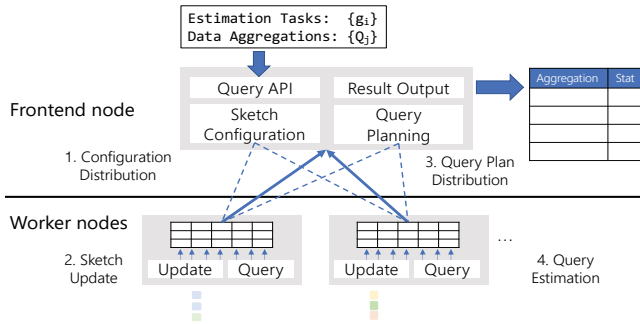 Estimation Tasks: {gᵢ}
Data Aggregations: {Qⱼ}
Query API
Result Output
Sketch
Configuration
Query
Planning
Aggregation
Stat
Frontend node
1. Configuration
Distribution
3. Query Plan
Distribution
Worker nodes
2. Sketch
Update
Update
Query
Update
Query
...
4. Query
Estimation